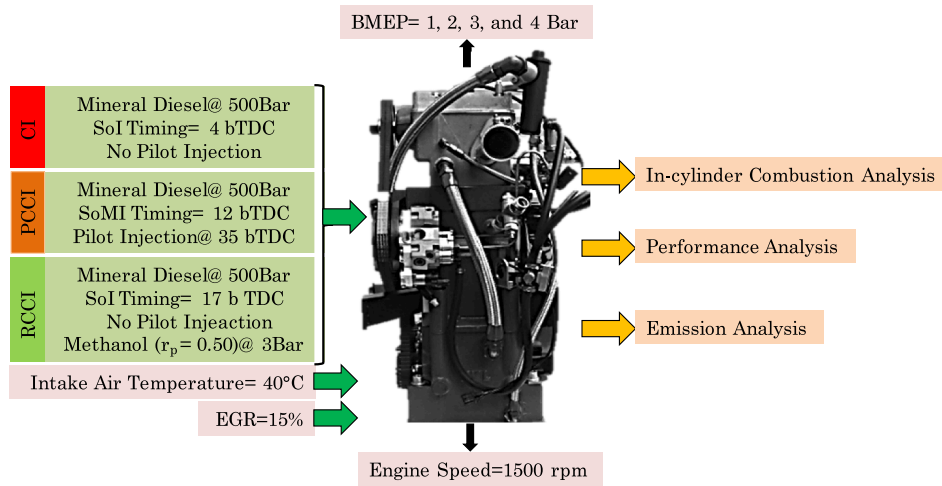 BMEP= 1, 2, 3, and 4 Bar
CI
Mineral Diesel@ 500Bar
SoI Timing= 4 bTDC
No Pilot Injection
PCCI
Mineral Diesel@ 500Bar
SoMI Timing= 12 bTDC
Pilot Injection@ 35 bTDC
RCCI
Mineral Diesel@ 500Bar
SoI Timing= 17 b TDC
No Pilot Injeaction
Methanol (rp= 0.50)@ 3Bar
Intake Air Temperature= 40°C
EGR=15%
In-cylinder Combustion Analysis
Performance Analysis
Emission Analysis
Engine Speed=1500 rpm